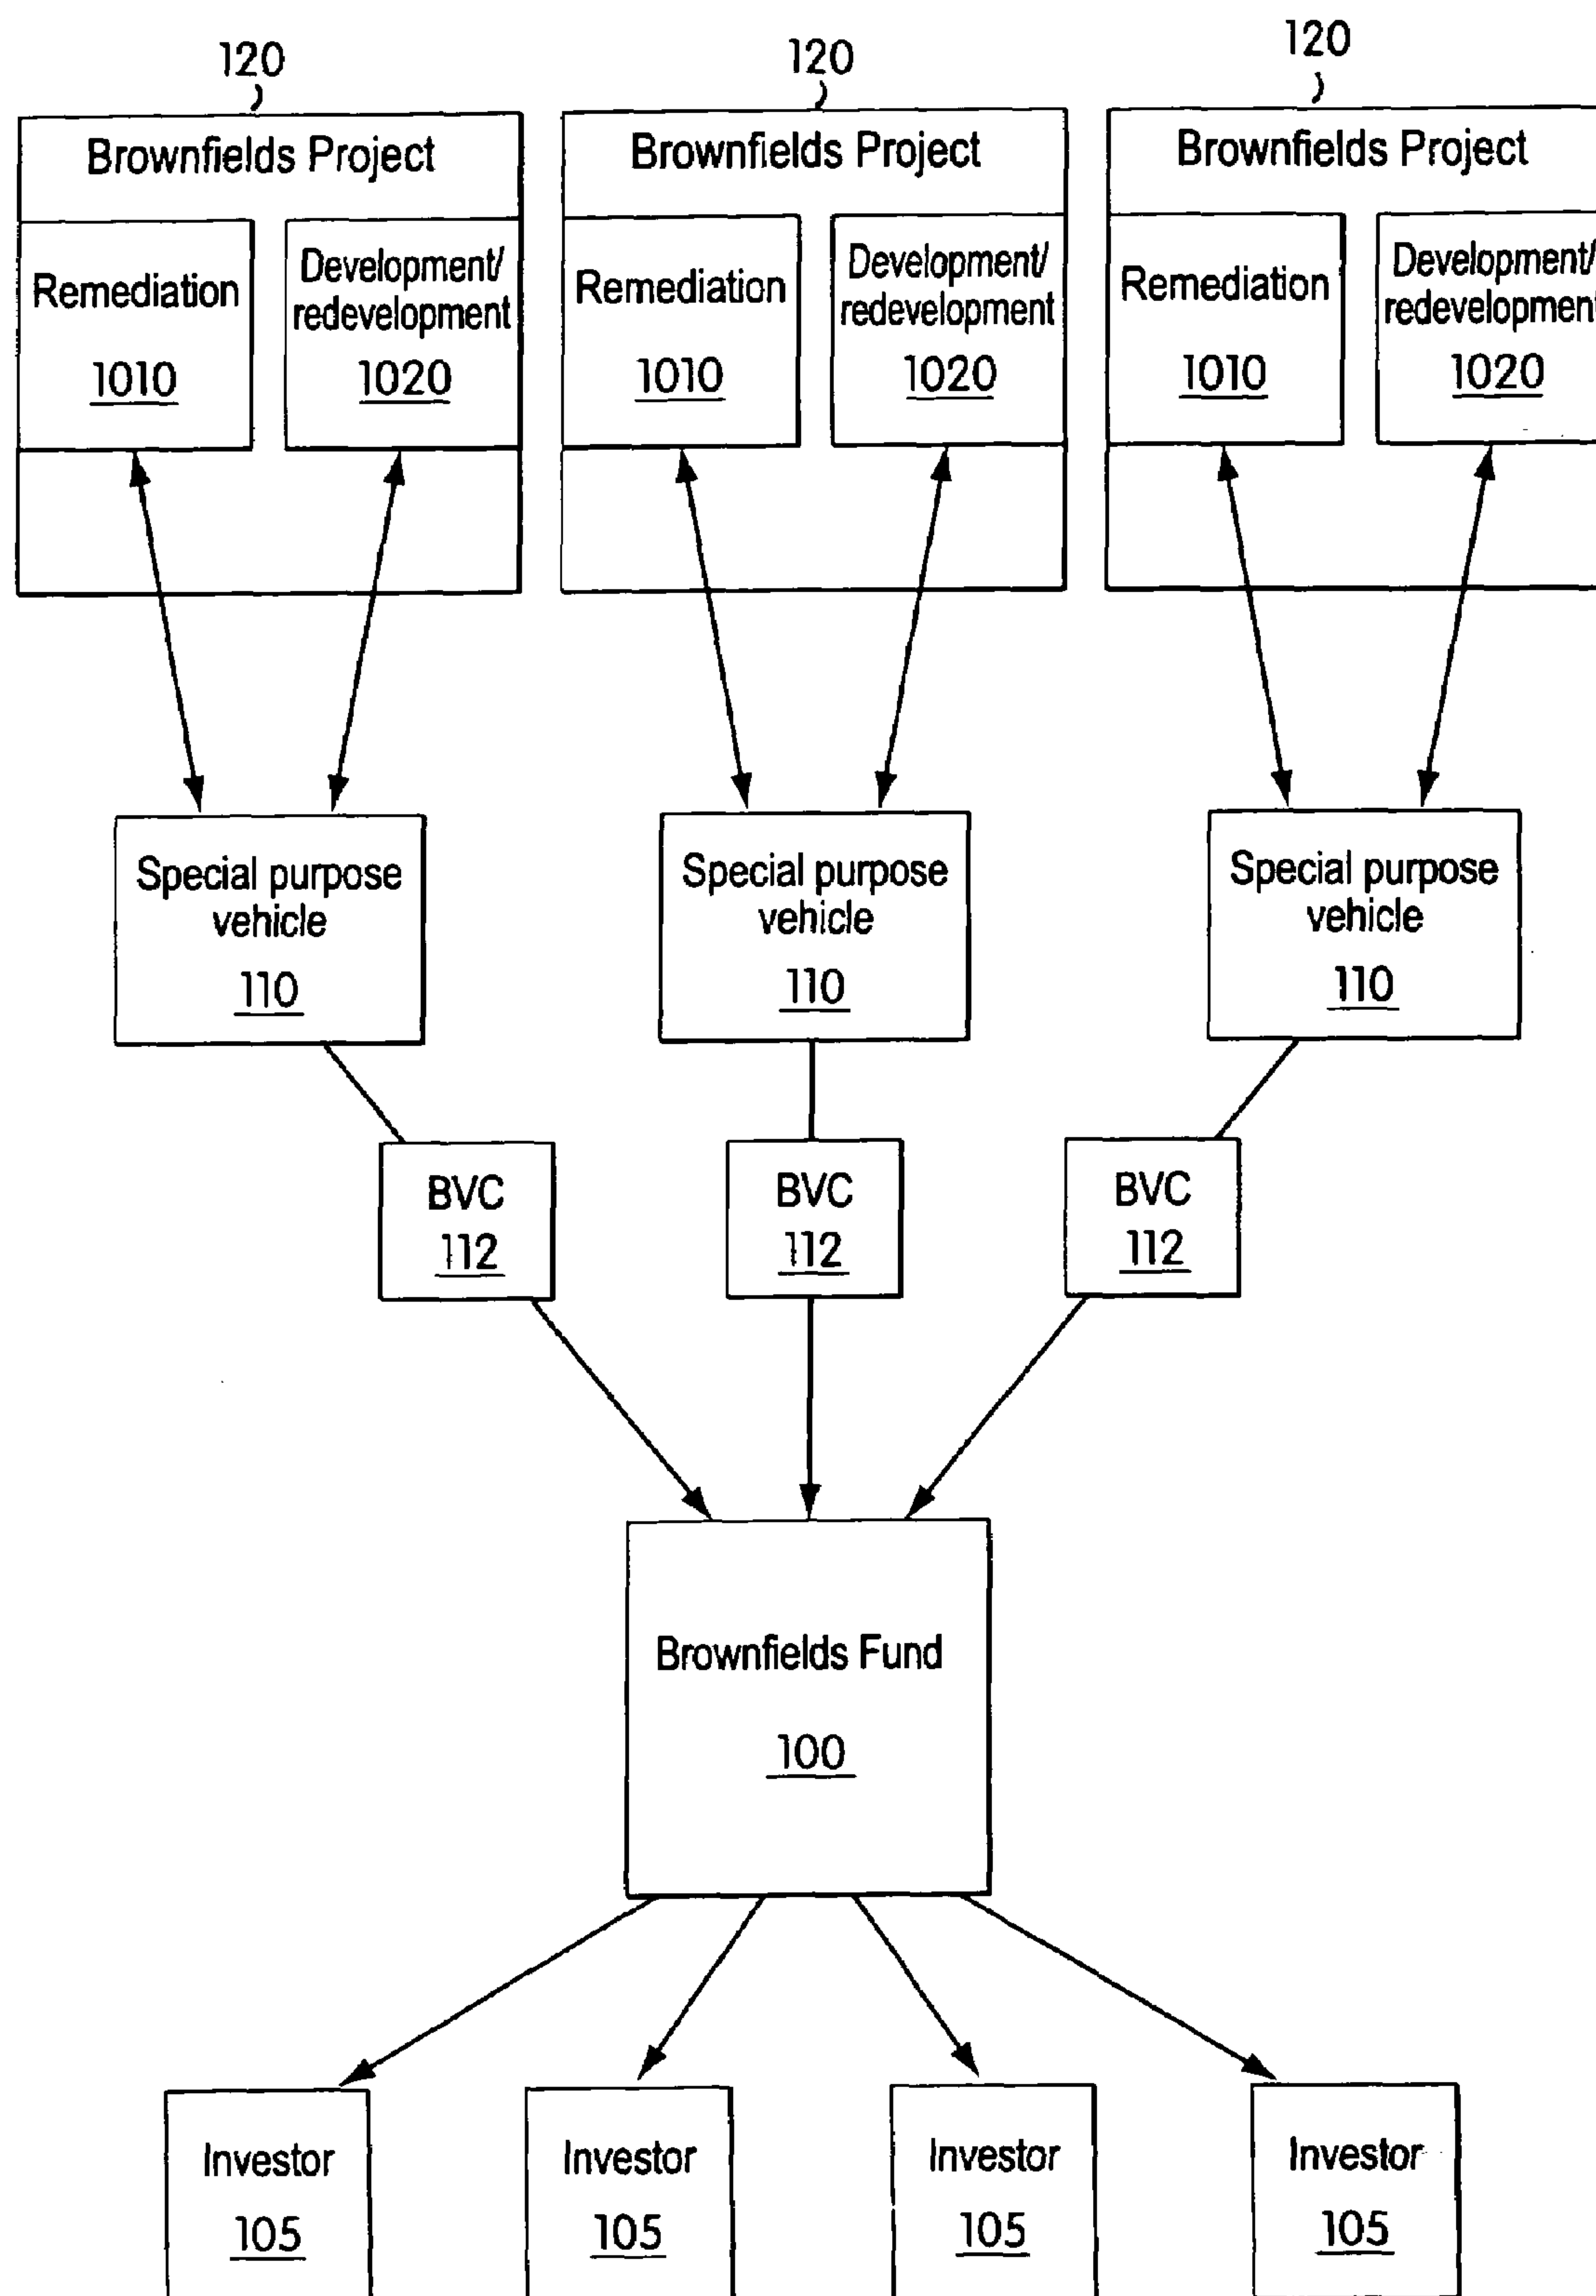 120
120
120
Brownfields Project
Brownfields Project
Brownfields Project
Remediation
1010
Development/
redevelopment
1020
Remediation
1010
Development/
redevelopment
1020
Remediation
1010
Development/
redevelopment
1020
Special purpose
vehicle
110
Special purpose
vehicle
110
Special purpose
vehicle
110
BVC
112
BVC
112
BVC
112
Brownfields Fund
100
Investor
105
Investor
105
Investor
105
Investor
105